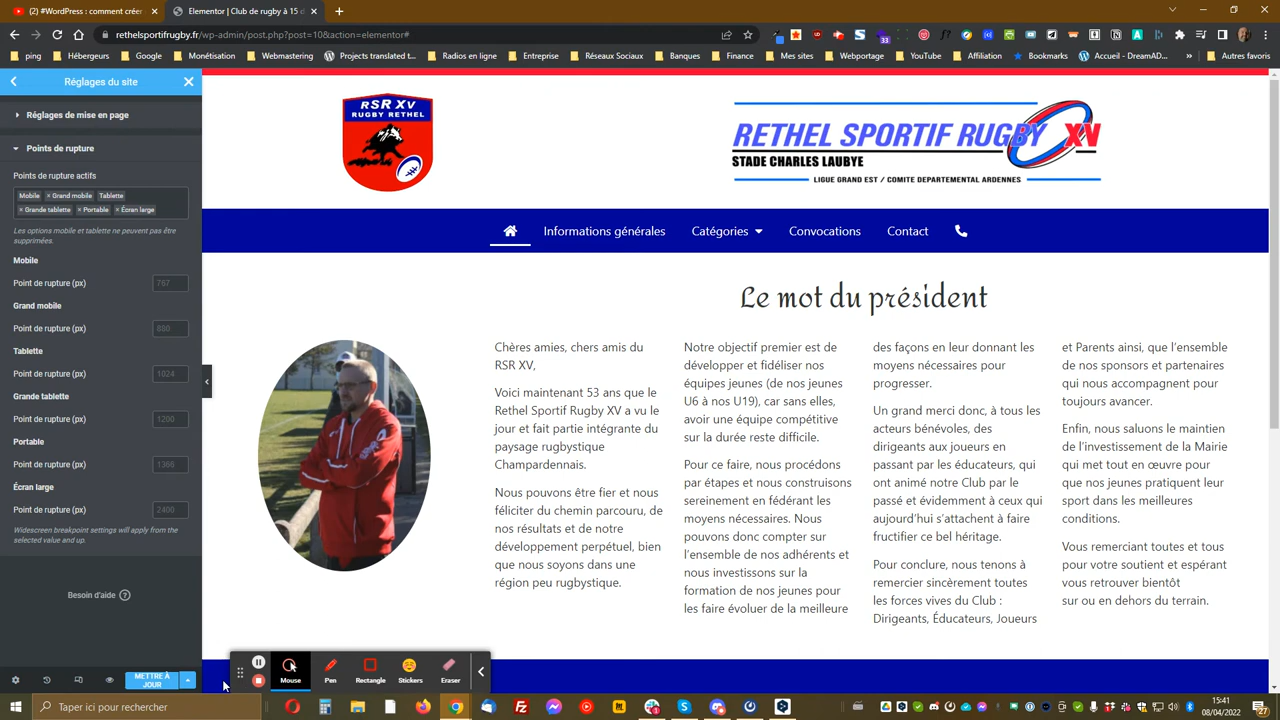 (2) #WordPress : comment créer
Elementor | Club de rugby à 15 d
rethelsportifrugby.fr/wp-admin/post.php?post=10&action=elementor#
ping
Hébergeurs
Google
Monétisation
Webmastering
Projects translated t...
Radios en ligne
Entreprise
Réseaux Sociaux
Banques
Finance
Mes sites
Webportage
YouTube
Affiliation
Bookmarks
Accueil - DreamAD...
»
Autres favoris
Réglages du site
Réglages de mise en page
Points de rupture
Points de rupture actifs
Mobile × Grand mobile Tablette
× Grande tablette × Portable × Écran large
Les options mobile et tablette ne peuvent pas être
supprimées.
Mobile
Point de rupture (px) 767
Grand mobile
Point de rupture (px) 880
Tablette
Point de rupture (px) 1024
Grande tablette
Point de rupture (px) 1200
Portable
Point de rupture (px) 1366
Écran large
Point de rupture (px) 2400
Widescreen breakpoint settings will apply from the
selected value and up.
Besoin d'aide ?
METTRE À
JOUR
RSR XV
RUGBY RETHEL
RETHEL SPORTIF RUGBY XV
STADE CHARLES LAUBYE
LIGUE GRAND EST / COMITE DEPARTEMENTAL ARDENNES
Informations générales
Catégories
Convocations
Contact
Le mot du président
Chères amies, chers amis du
RSR XV,
Voici maintenant 53 ans que le
Rethel Sportif Rugby XV a vu le
jour et fait partie intégrante du
paysage rugbystique
Champardennais.
Nous pouvons être fier et nous
féliciter du chemin parcouru, de
nos résultats et de notre
développement perpétuel, bien
que nous soyons dans une
région peu rugbystique.
Notre objectif premier est de
développer et fidéliser nos
équipes jeunes (de nos jeunes
U6 à nos U19), car sans elles,
avoir une équipe compétitive
sur la durée reste difficile.
Pour ce faire, nous procédons
par étapes et nous construisons
sereinement en fédérant les
moyens nécessaires. Nous
pouvons donc compter sur
l'ensemble de nos adhérents et
nous investissons sur la
formation de nos jeunes pour
les faire évoluer de la meilleure
des façons en leur donnant les
moyens nécessaires pour
progresser.
Un grand merci donc, à tous les
acteurs bénévoles, des
dirigeants aux joueurs en
passant par les éducateurs, qui
ont animé notre Club par le
passé et évidemment à ceux qui
aujourd'hui s'attachent à faire
fructifier ce bel héritage.
Pour conclure, nous tenons à
remercier sincèrement toutes
les forces vives du Club :
Dirigeants, Éducateurs, Joueurs
et Parents ainsi, que l'ensemble
de nos sponsors et partenaires
qui nous accompagnent pour
toujours avancer.
Enfin, nous saluons le maintien
de l'investissement de la Mairie
qui met tout en œuvre pour
que nos jeunes pratiquent leur
sport dans les meilleures
conditions.
Vous remerciant toutes et tous
pour votre soutient et espérant
vous retrouver bientôt
sur ou en dehors du terrain.
Mouse
Pen
Rectangle
Stickers
Eraser
Taper ici pour rechercher
15:41
08/04/2022
27